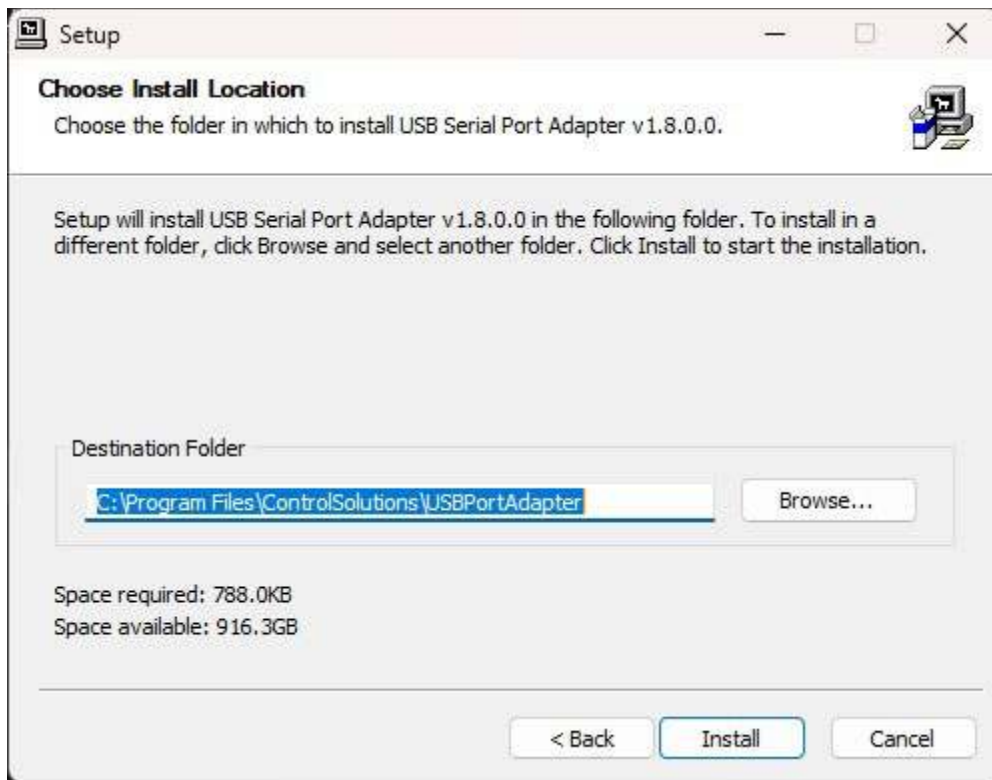 Setup
Choose Install Location
Choose the folder in which to install USB Serial Port Adapter v1.8.0.0.
Setup will install USB Serial Port Adapter v1.8.0.0 in the following folder. To install in a
different folder, click Browse and select another folder. Click Install to start the installation.
Destination Folder
C:\Program Files\ControlSolutions\USBPortAdapter
Browse...
Space required: 788.0KB
Space available: 916.3GB
< Back
Install
Cancel